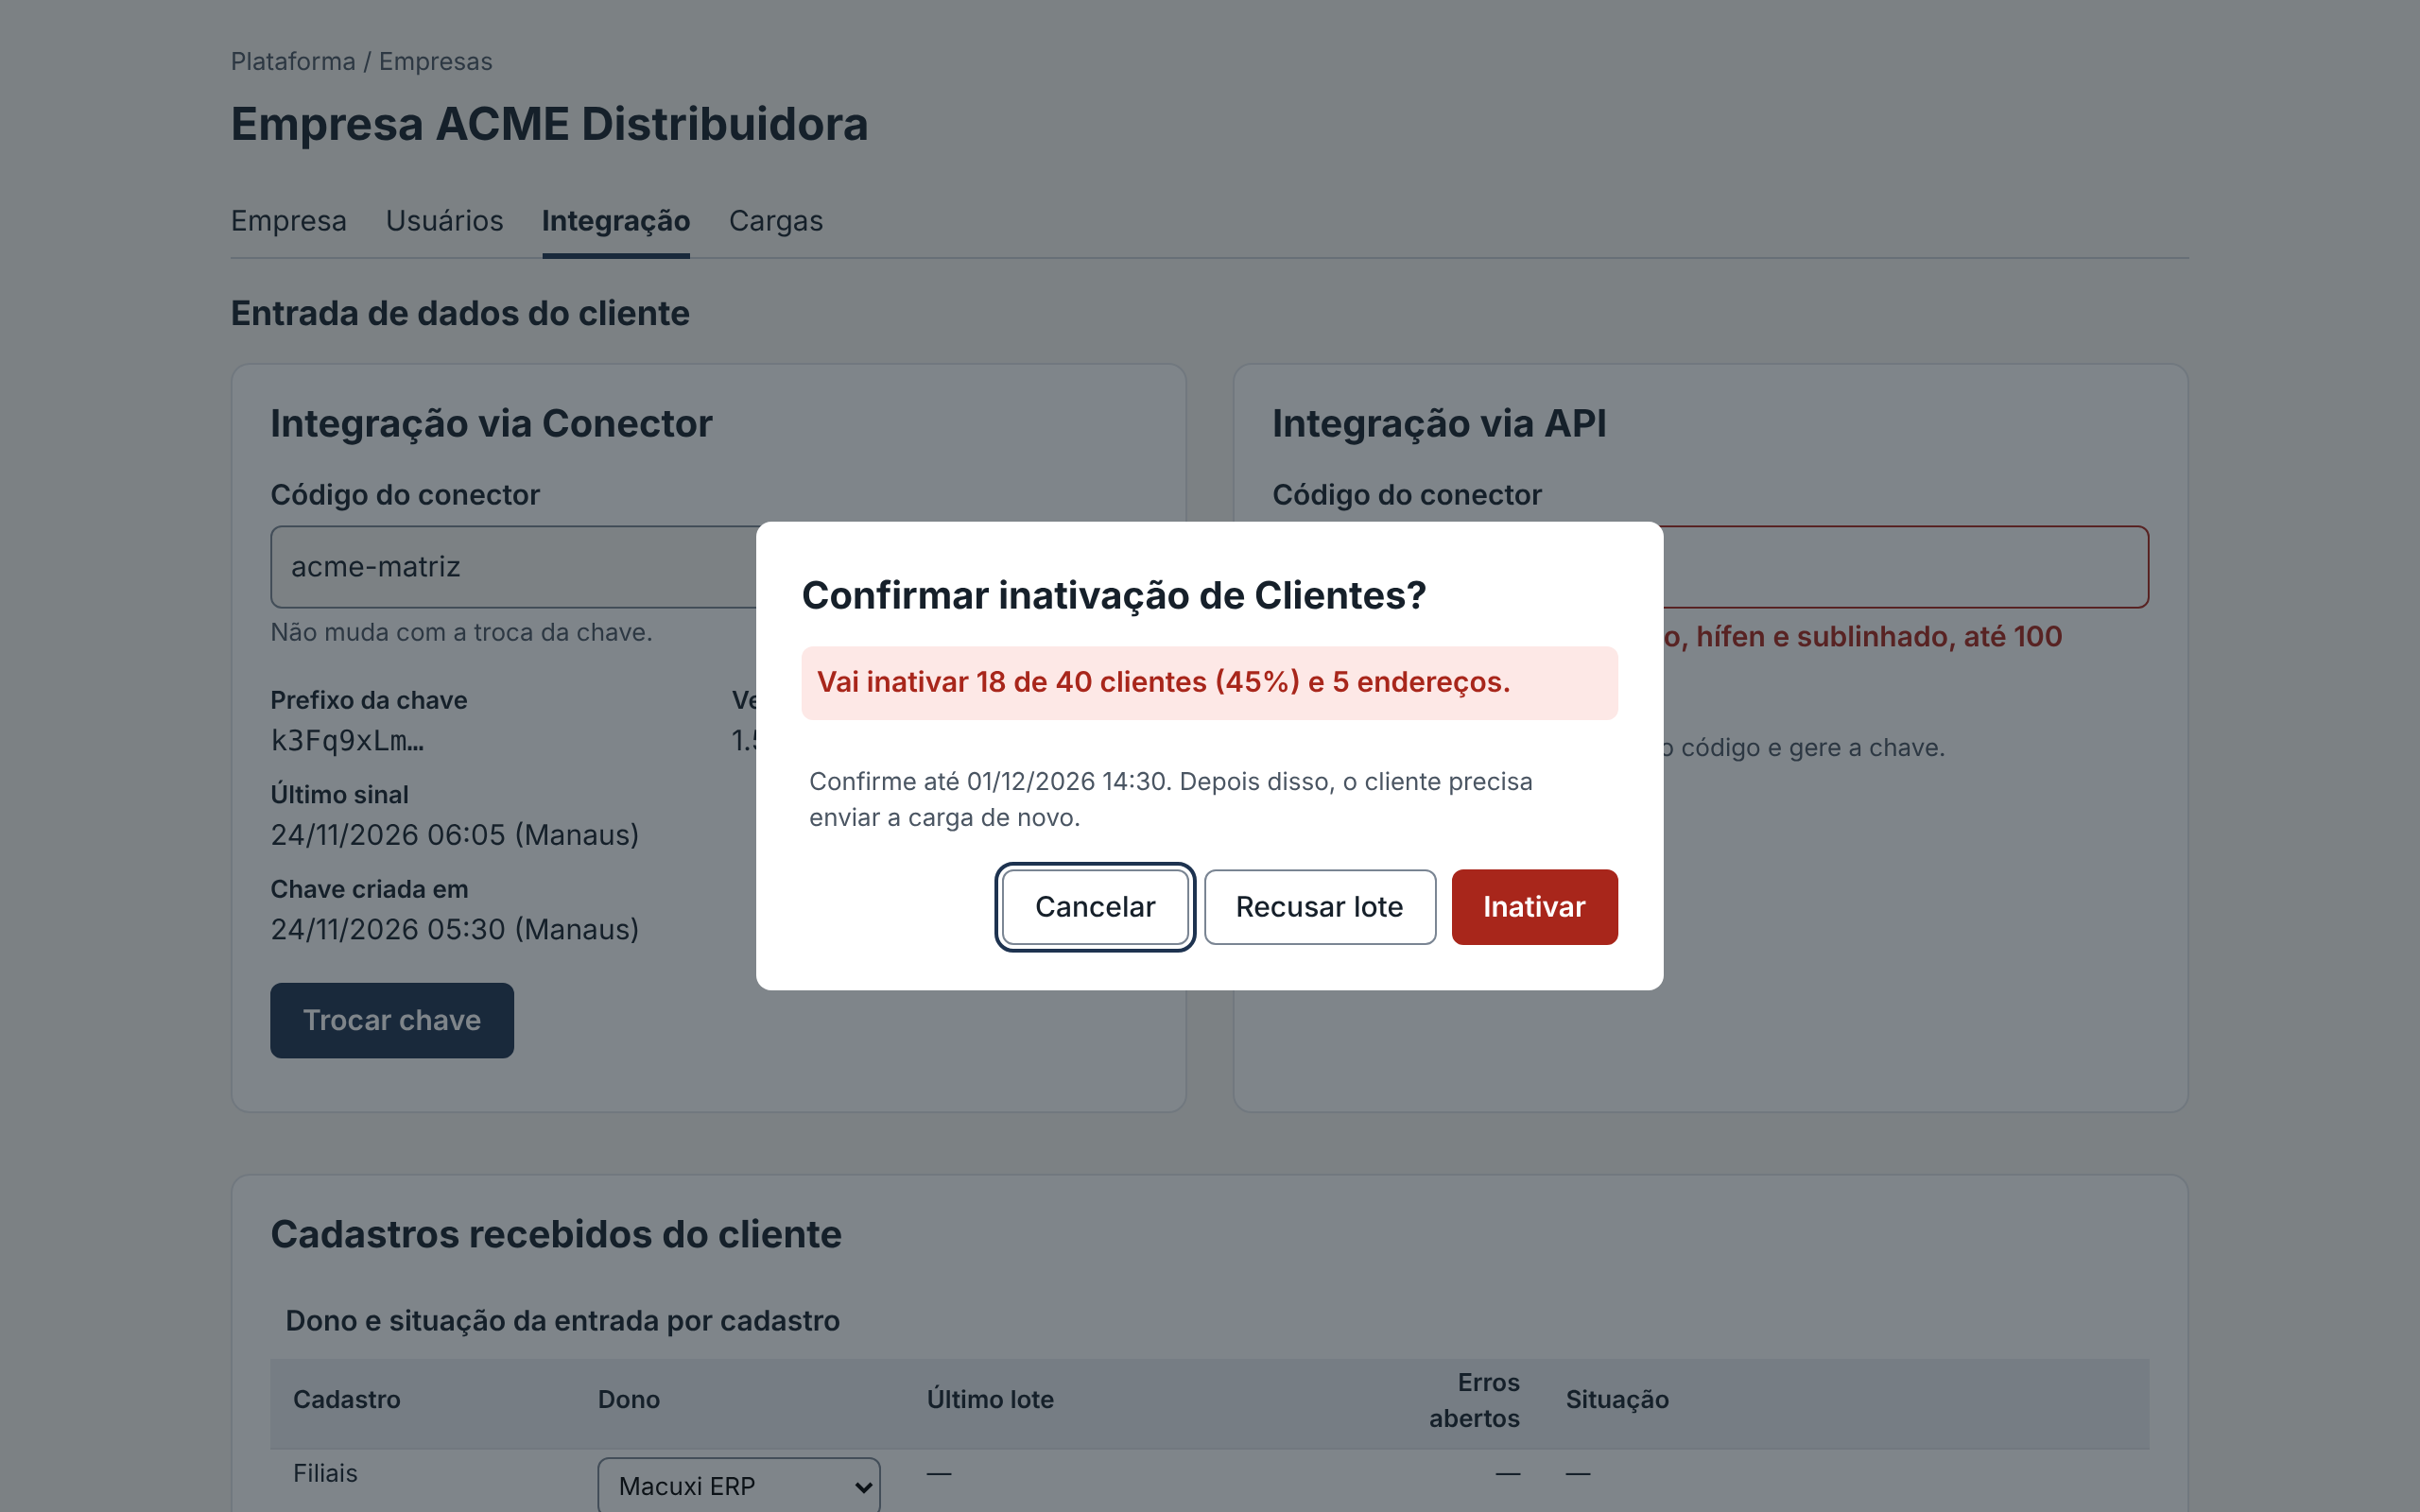 Plataforma / Empresas
Empresa ACME Distribuidora
Empresa Usuários Integração Cargas
Entrada de dados do cliente
Integração via Conector
Código do conector
acme-matriz
Não muda com a troca da chave.
Prefixo da chave
k3Fq9xLm…
Último sinal
24/11/2026 06:05 (Manaus)
Chave criada em
24/11/2026 05:30 (Manaus)
Trocar chave
Integração via API
Código do conector
hífen e sublinhado, até 100
código e gere a chave.
Confirmar inativação de Clientes?
Vai inativar 18 de 40 clientes (45%) e 5 endereços.
Confirme até 01/12/2026 14:30. Depois disso, o cliente precisa
enviar a carga de novo.
Cancelar Recusar lote Inativar
Cadastros recebidos do cliente
Dono e situação da entrada por cadastro
Cadastro Dono Último lote Erros abertos Situação
Filiais Macuxi ERP — — —